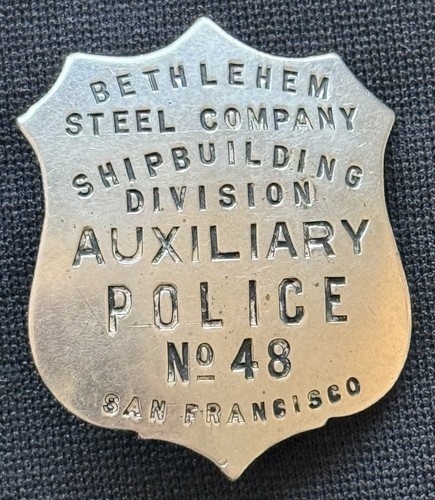 BETHLEHEM
STEEL COMPANY
SHIPBUILDING
DIVISION
AUXILIARY
POLICE
No 48
SAN FRANCISCO